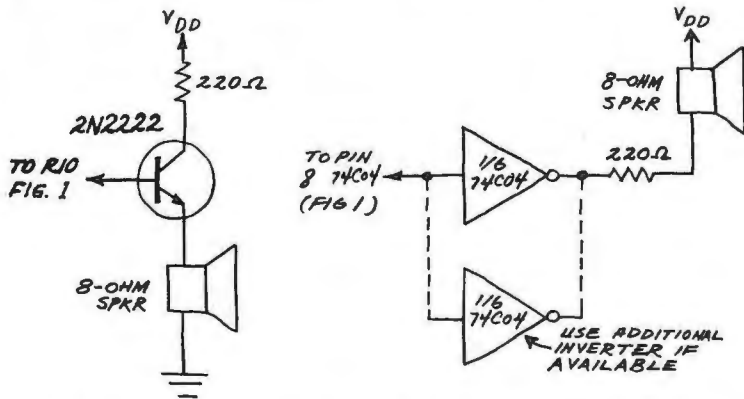 VDD
220Ω
2N2222
TO R10
FIG. 1
8-OHM
SPKR
VDD
8-OHM
SPKR
220Ω
TO PIN
8 74C04
(FIG 1)
1/6
74C04
1/6
74C04
USE ADDITIONAL
INVERTER IF
AVAILABLE